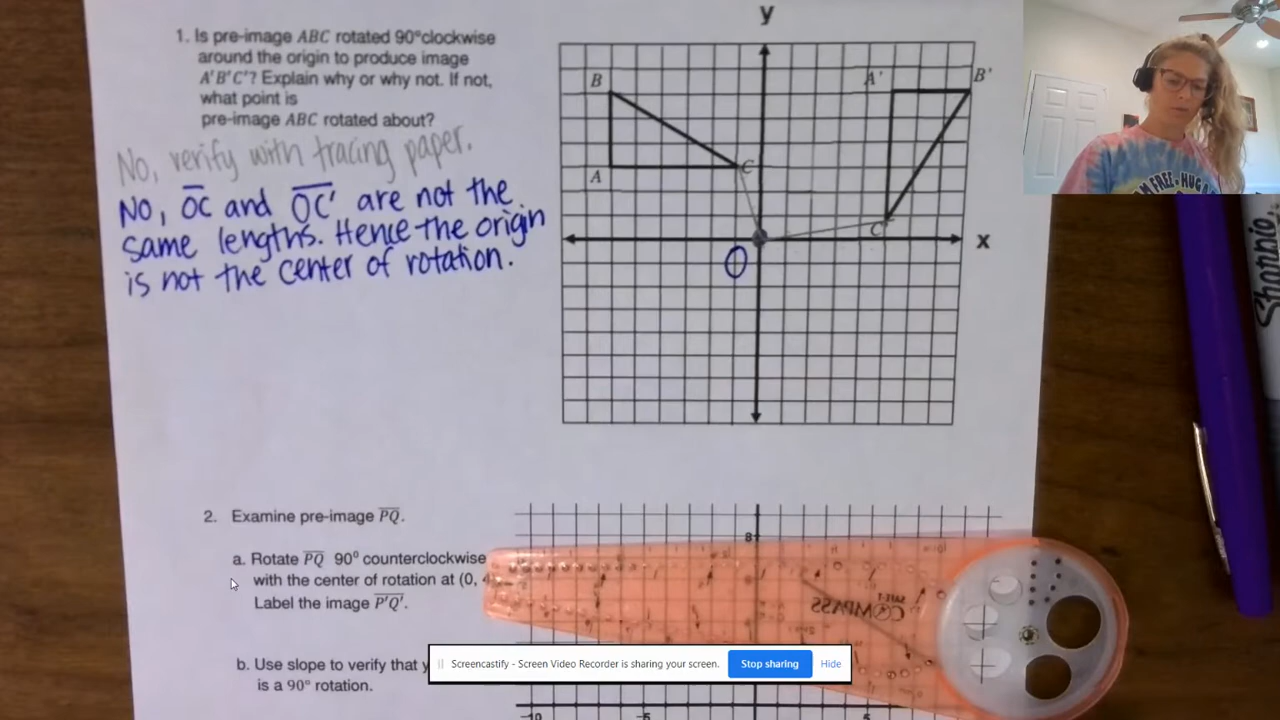 1. Is pre-image ABC rotated 90°clockwise
around the origin to produce image
A'B'C'? Explain why or why not. If not,
what point is
pre-image ABC rotated about?
No, verify with tracing paper.
No, O̅C̅ and O̅C̅' are not the
same lengths. Hence the origin
is not the center of rotation.
y
B
A
C
A'
B'
C'
x
O
2. Examine pre-image P̅Q̅.
a. Rotate P̅Q̅ 90° counterclockwise
with the center of rotation at (0, 4
Label the image P̅'Q̅'.
b. Use slope to verify that y
is a 90° rotation.
8
-10
-5
5
SAFE-T
COMPASS
Sharpie
FREE HUG
Screencastify - Screen Video Recorder is sharing your screen.
Stop sharing
Hide